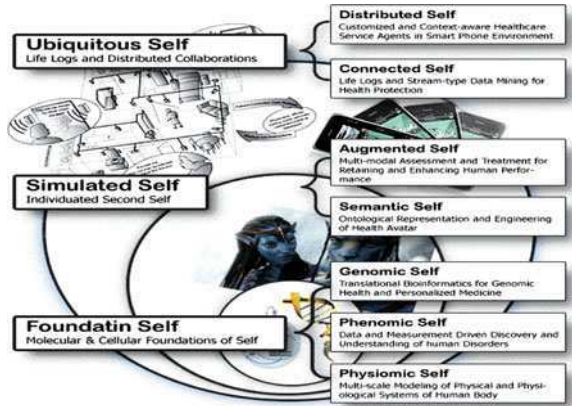 Ubiquitous Self
Life Logs and Distributed Collaborations
Distributed Self
Customized and Context-aware Healthcare
Service Agents in Smart Phone Environment
Connected Self
Life Logs and Stream-type Data Mining for
Health Protection
Simulated Self
Individuated Second Self
Augmented Self
Multi-modal Assessment and Treatment for
Retaining and Enhancing Human Perfor-
mance
Semantic Self
Ontological Representation and Engineering
of Health Avatar
Foundatin Self
Molecular & Cellular Foundations of Self
Genomic Self
Translational Bioinformatics for Genomic
Health and Personalized Medicine
Phenomic Self
Data and Measurement Driven Discovery and
Understanding of human Disorders
Physiomic Self
Multi-scale Modeling of Physical and Physi-
ological Systems of Human Body